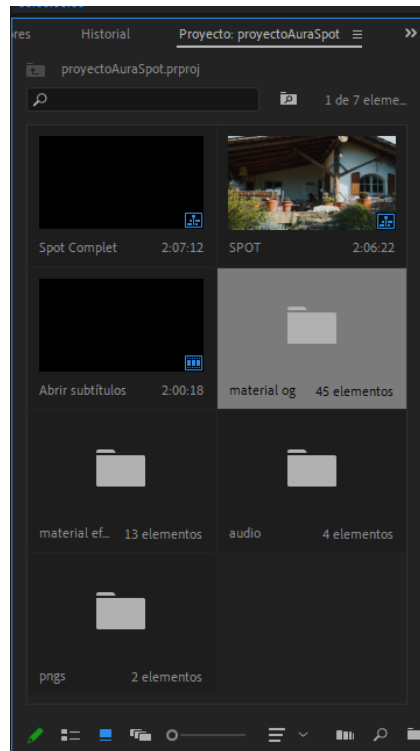 res Historial Proyecto: proyectoAuraSpot
proyectoAuraSpot.prproj
1 de 7 eleme...
Spot Complet 2:07:12 SPOT 2:06:22
Abrir subtítulos 2:00:18 material og 45 elementos
material ef... 13 elementos audio 4 elementos
pngs 2 elementos